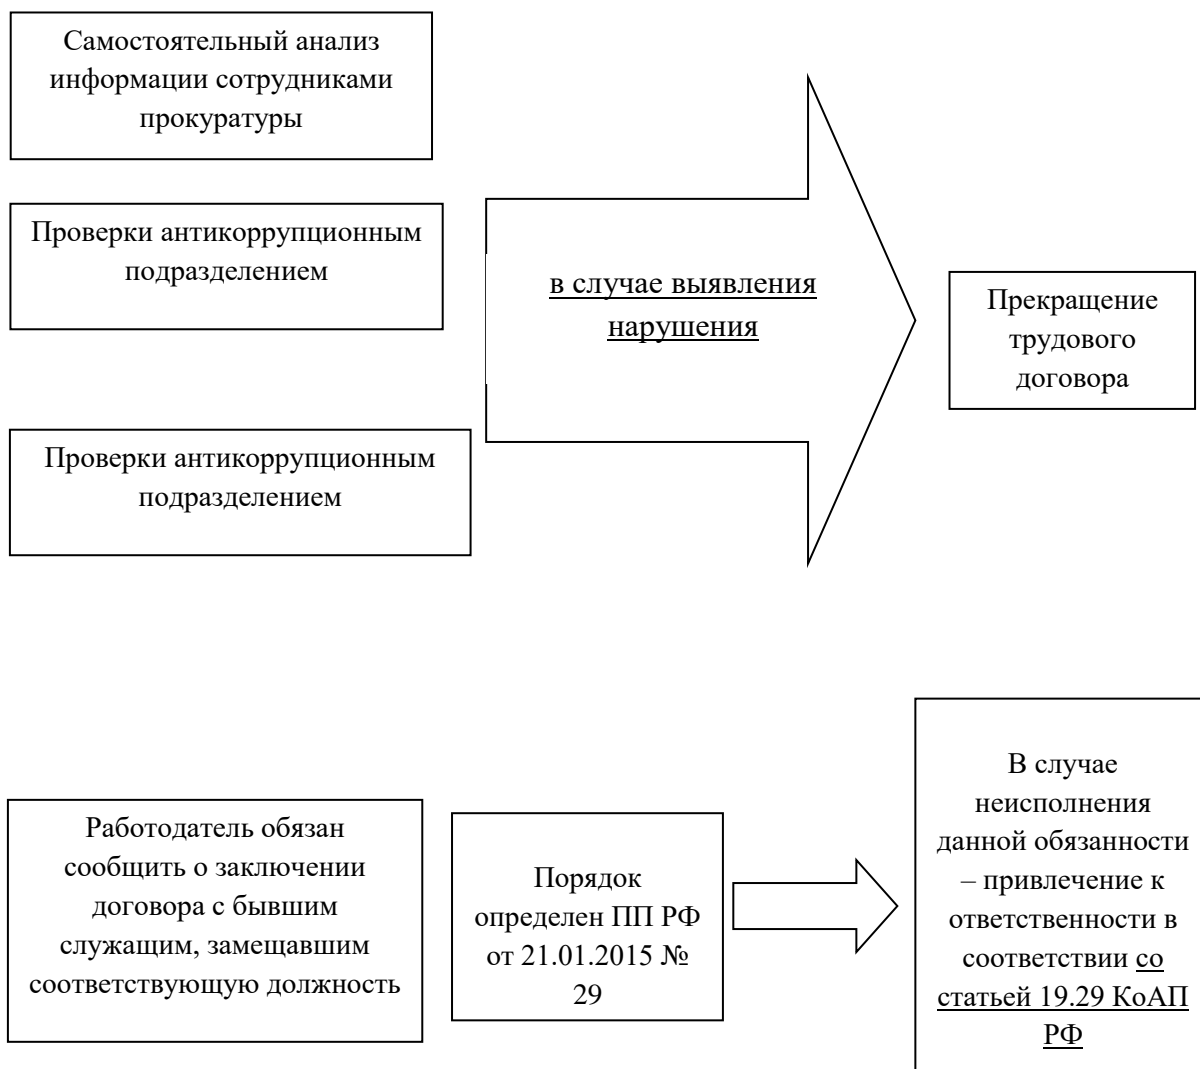 Самостоятельный анализ
информации сотрудниками
прокуратуры
Проверки антикоррупционным
подразделением
Проверки антикоррупционным
подразделением
в случае выявления
нарушения
Прекращение
трудового
договора
Работодатель обязан
сообщить о заключении
договора с бывшим
служащим, замещавшим
соответствующую должность
Порядок
определен ПП РФ
от 21.01.2015 №
29
В случае
неисполнения
данной обязанности
– привлечение к
ответственности в
соответствии со
статьей 19.29 КоАП
РФ